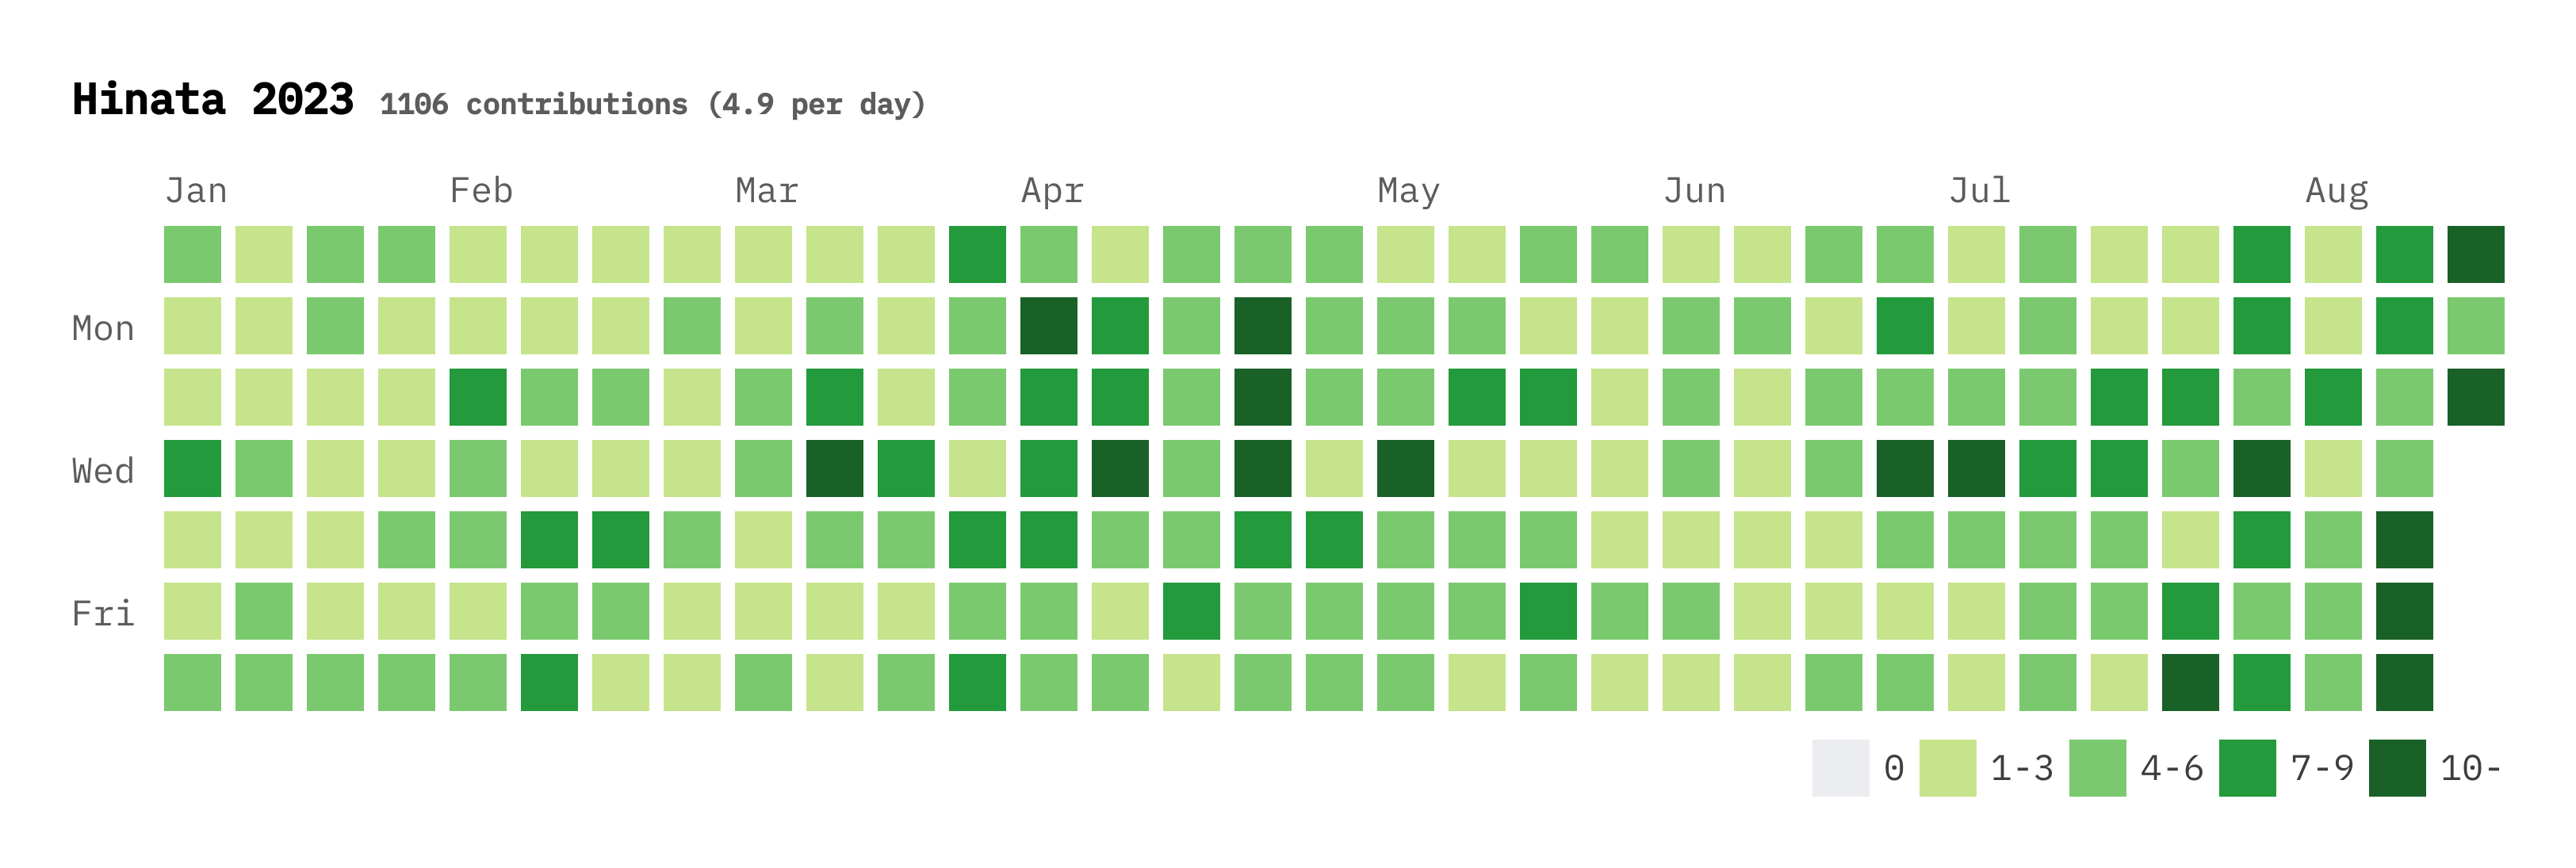 Hinata 2023 1106 contributions (4.9 per day)
Jan Feb Mar Apr May Jun Jul Aug
Mon
Wed
Fri
0 1-3 4-6 7-9 10-